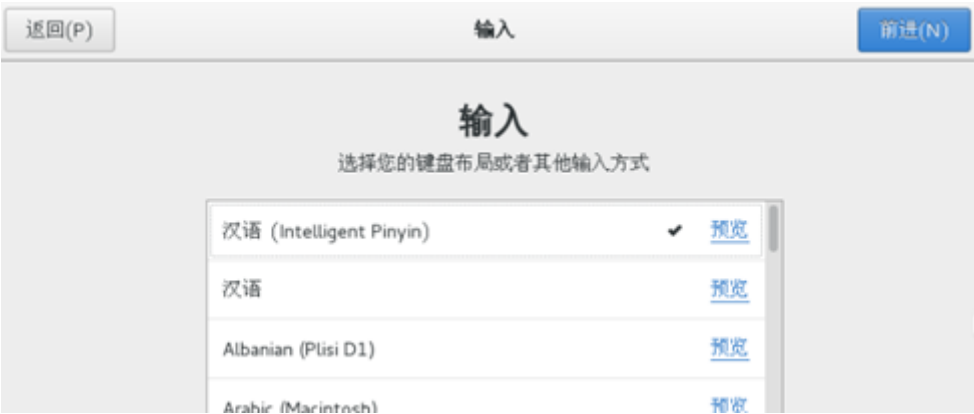 返回(P) 输入 前进(N)
输入
选择您的键盘布局或者其他输入方式
汉语 (Intelligent Pinyin) ✔ 预览
汉语 预览
Albanian (Plisi D1) 预览
Arabic (Macintosh) 预览